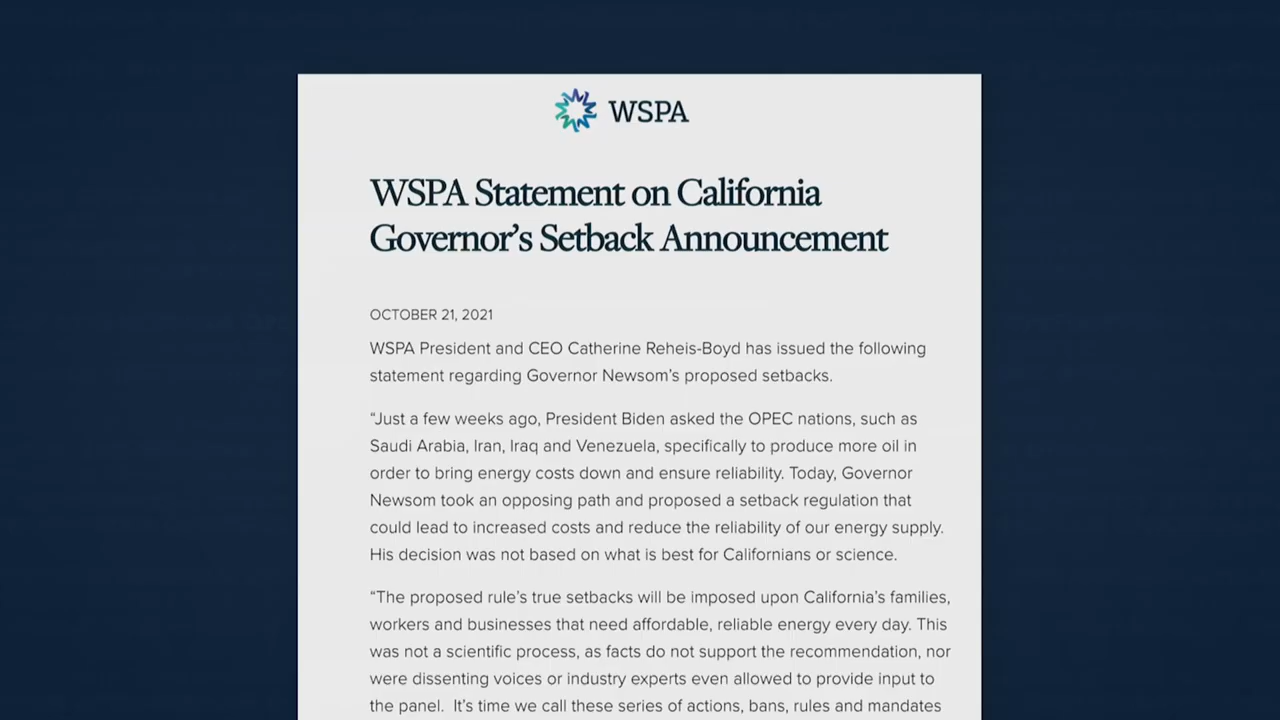 WSPA
WSPA Statement on California
Governor’s Setback Announcement
OCTOBER 21, 2021
WSPA President and CEO Catherine Reheis-Boyd has issued the following
statement regarding Governor Newsom’s proposed setbacks.
“Just a few weeks ago, President Biden asked the OPEC nations, such as
Saudi Arabia, Iran, Iraq and Venezuela, specifically to produce more oil in
order to bring energy costs down and ensure reliability. Today, Governor
Newsom took an opposing path and proposed a setback regulation that
could lead to increased costs and reduce the reliability of our energy supply.
His decision was not based on what is best for Californians or science.
“The proposed rule’s true setbacks will be imposed upon California’s families,
workers and businesses that need affordable, reliable energy every day. This
was not a scientific process, as facts do not support the recommendation, nor
were dissenting voices or industry experts even allowed to provide input to
the panel.  It’s time we call these series of actions, bans, rules and mandates